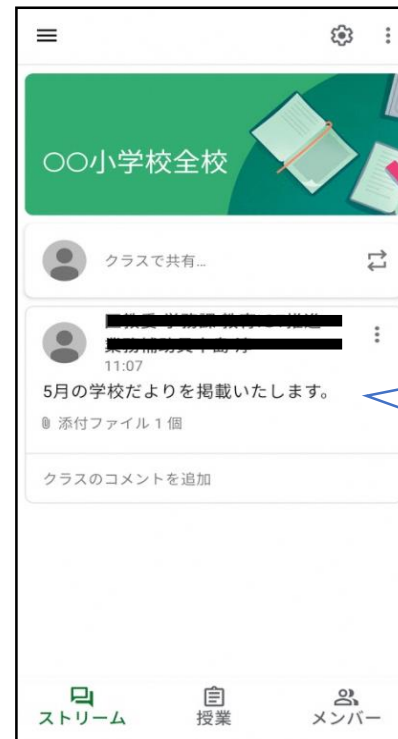 〇〇小学校全校
クラスで共有...
11:07
5月の学校だよりを掲載いたします。
添付ファイル 1 個
クラスのコメントを追加
ストリーム
授業
メンバー